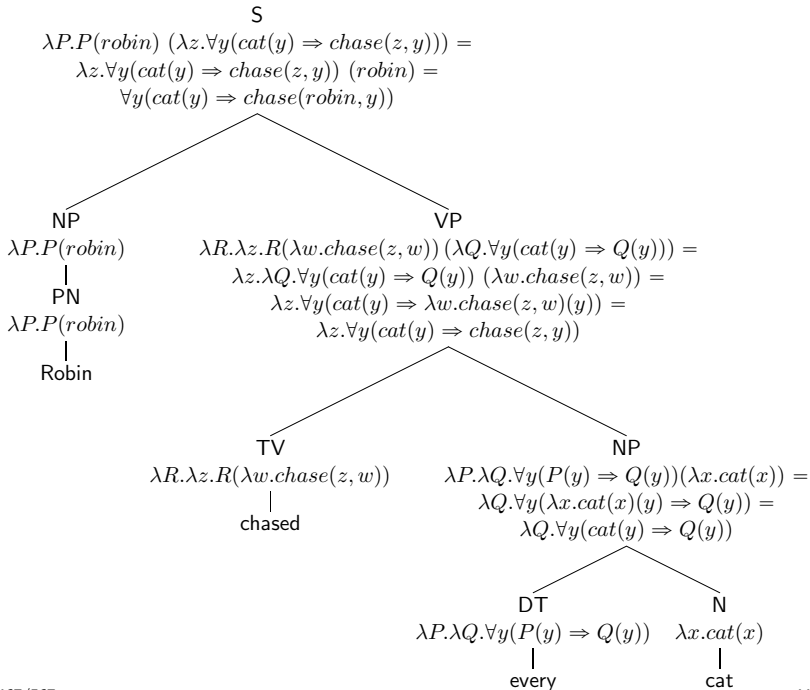 S
λP.P(robin) (λz.∀y(cat(y) ⇒ chase(z, y))) =
λz.∀y(cat(y) ⇒ chase(z, y)) (robin) =
∀y(cat(y) ⇒ chase(robin, y))
NP
λP.P(robin)
PN
λP.P(robin)
Robin
VP
λR.λz.R(λw.chase(z, w)) (λQ.∀y(cat(y) ⇒ Q(y))) =
λz.λQ.∀y(cat(y) ⇒ Q(y)) (λw.chase(z, w)) =
λz.∀y(cat(y) ⇒ λw.chase(z, w)(y)) =
λz.∀y(cat(y) ⇒ chase(z, y))
TV
λR.λz.R(λw.chase(z, w))
chased
NP
λP.λQ.∀y(P(y) ⇒ Q(y))(λx.cat(x)) =
λQ.∀y(λx.cat(x)(y) ⇒ Q(y)) =
λQ.∀y(cat(y) ⇒ Q(y))
DT
λP.λQ.∀y(P(y) ⇒ Q(y))
every
N
λx.cat(x)
cat